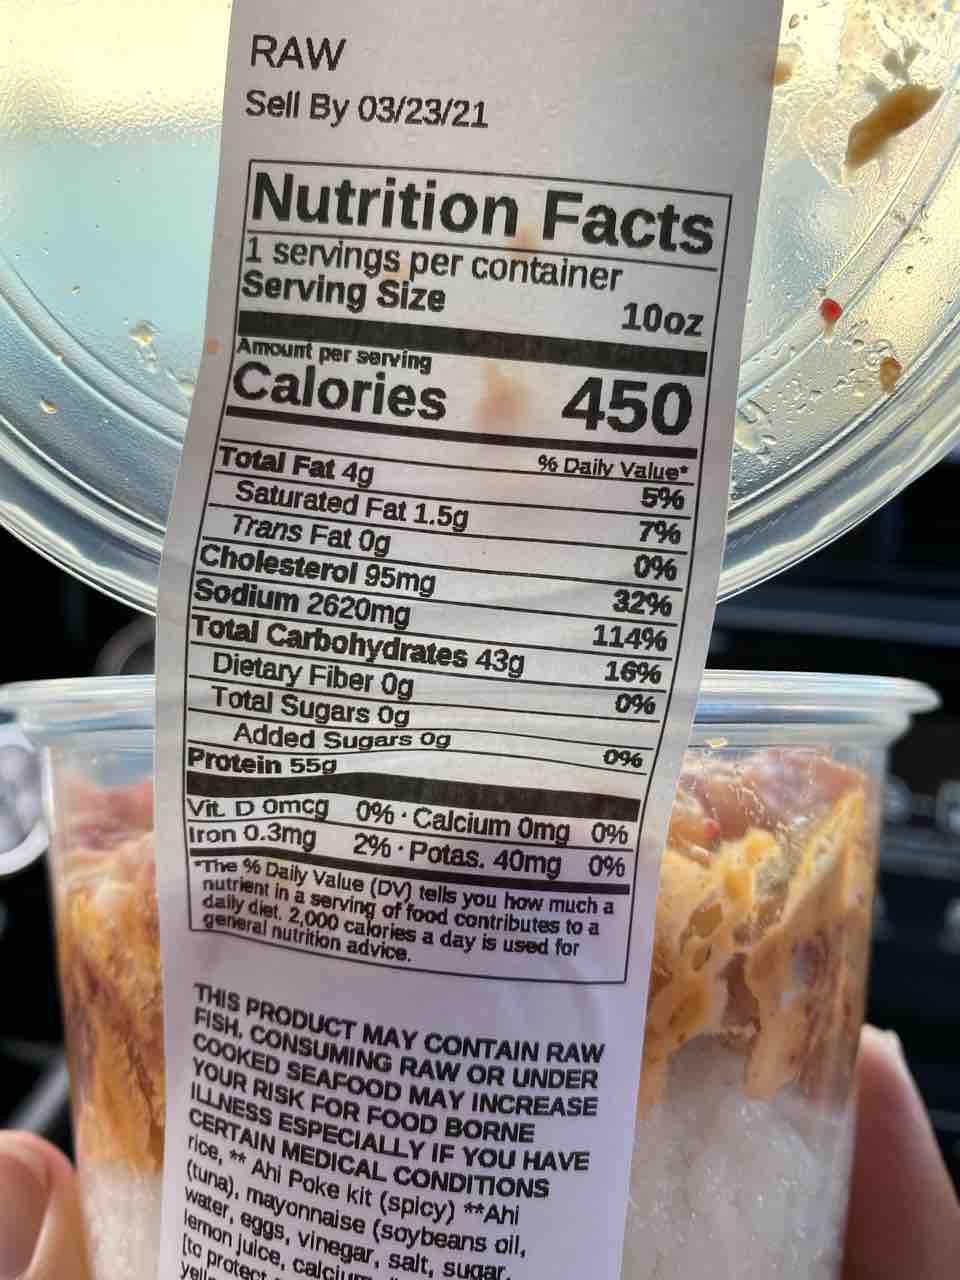 RAW
Sell By 03/23/21
Nutrition Facts
1 servings per container
Serving Size 10oz
Amount per serving
Calories 450
% Daily Value*
Total Fat 4g 5%
Saturated Fat 1.5g 7%
Trans Fat 0g 0%
Cholesterol 95mg 32%
Sodium 2620mg 114%
Total Carbohydrates 43g 16%
Dietary Fiber 0g 0%
Total Sugars 0g
Added Sugars 0g 0%
Protein 55g
Vit. D 0mcg 0% · Calcium 0mg 0%
Iron 0.3mg 2% · Potas. 40mg 0%
*The % Daily Value (DV) tells you how much a
nutrient in a serving of food contributes to a
daily diet. 2,000 calories a day is used for
general nutrition advice.
THIS PRODUCT MAY CONTAIN RAW
FISH, CONSUMING RAW OR UNDER
COOKED SEAFOOD MAY INCREASE
YOUR RISK FOR FOOD BORNE
ILLNESS ESPECIALLY IF YOU HAVE
CERTAIN MEDICAL CONDITIONS
rice, ** Ahi Poke kit (spicy) **Ahi
(tuna), mayonnaise (soybeans oil,
water, eggs, vinegar, salt, sugar,
lemon juice,
[to protect